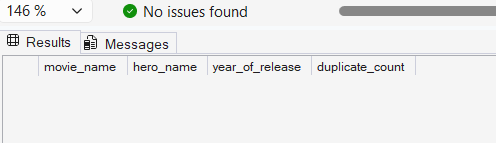 146 % No issues found
Results Messages
movie_name hero_name year_of_release duplicate_count